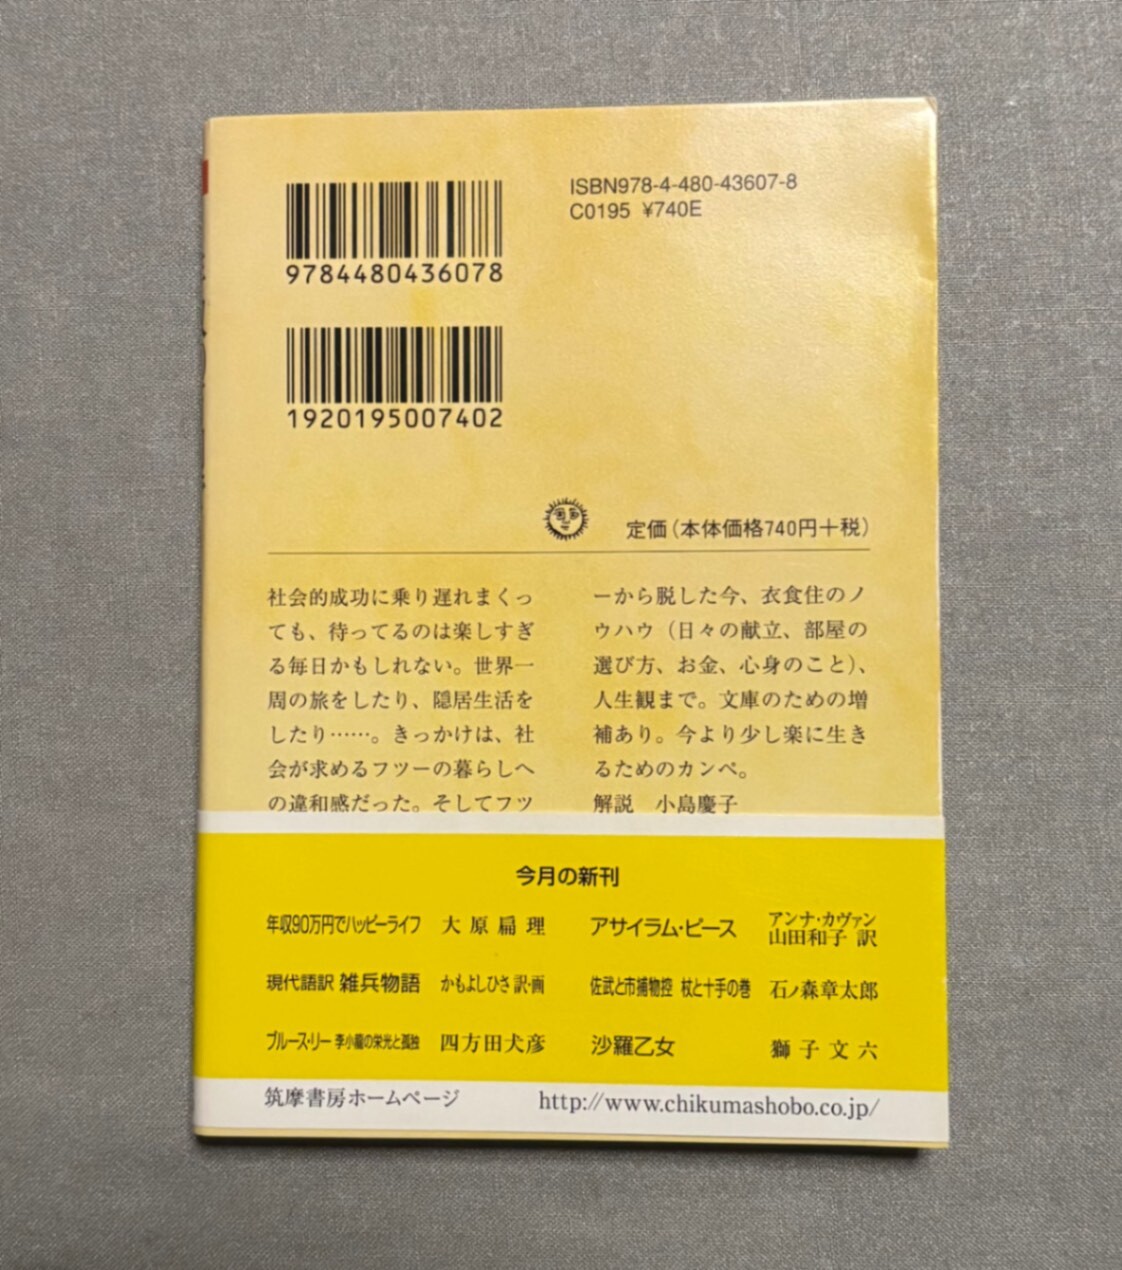 ISBN978-4-480-43607-8
C0195 ¥740E
9784480436078
1920195007402
定価(本体価格740円+税)
社会的成功に乗り遅れまくっ
ても、待ってるのは楽しすぎ
る毎日かもしれない。世界一
周の旅をしたり、隠居生活を
したり……。きっかけは、社
会が求めるフツーの暮らしへ
の違和感だった。そしてフツ
ーから脱した今、衣食住のノ
ウハウ(日々の献立、部屋の
選び方、お金、心身のこと)、
人生観まで。文庫のための増
補あり。今より少し楽に生き
るためのカンペ。
解説 小島慶子
今月の新刊
年収90万円でハッピーライフ 大原扁理
現代語訳 雑兵物語 かもよしひさ 訳・画
ブルース・リー 李小龍の栄光と孤独 四方田犬彦
アサイラム・ピース アンナ・カヴァン
山田和子 訳
佐武と市捕物控 杖と十手の巻 石ノ森章太郎
沙羅乙女 獅子文六
筑摩書房ホームページ http://www.chikumashobo.co.jp/